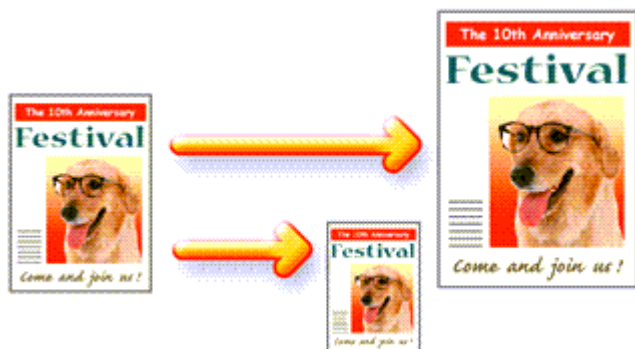 The 10th Anniversary
Festival
Come and join us!
The 10th Anniversary
Festival
Come and join us!
The 10th Anniversary
Festival
Come and join us!